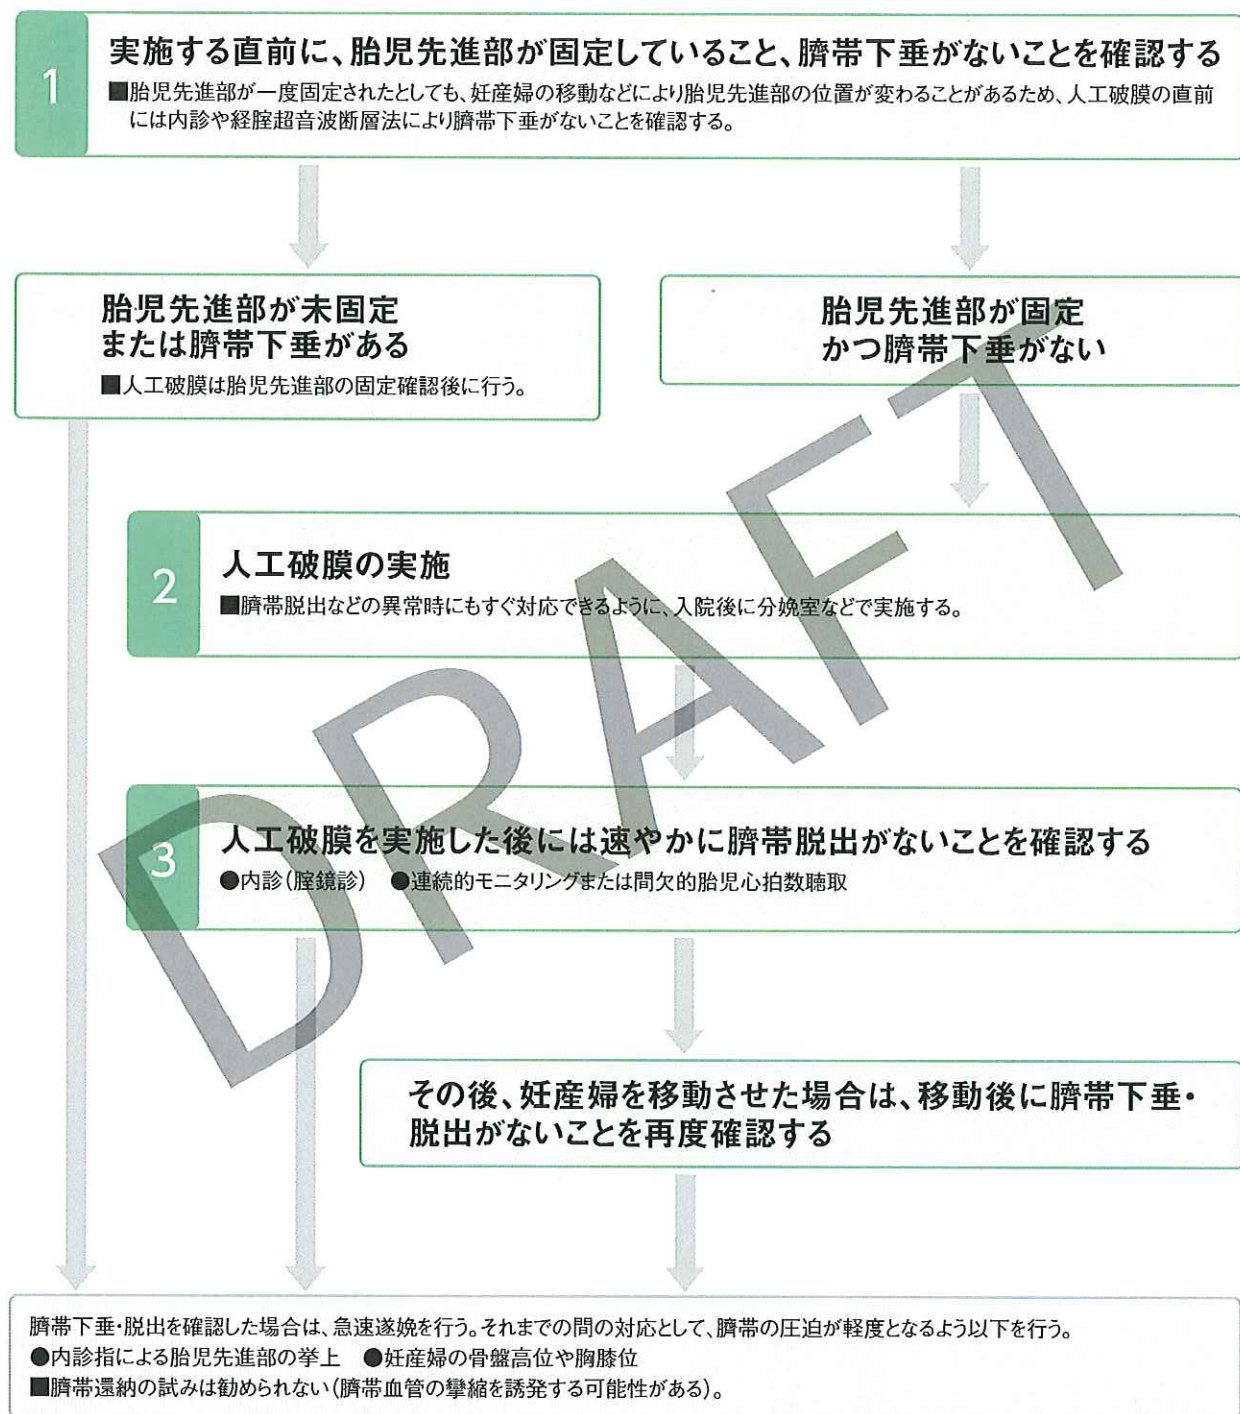 1
実施する直前に、胎児先進部が固定していること、臍帯下垂がないことを確認する
■胎児先進部が一度固定されたとしても、妊産婦の移動などにより胎児先進部の位置が変わることがあるため、人工破膜の直前
には内診や経腟超音波断層法により臍帯下垂がないことを確認する。
胎児先進部が未固定
または臍帯下垂がある
■人工破膜は胎児先進部の固定確認後に行う。
胎児先進部が固定
かつ臍帯下垂がない
2
人工破膜の実施
■臍帯脱出などの異常時にもすぐ対応できるように、入院後に分娩室などで実施する。
3
人工破膜を実施した後には速やかに臍帯脱出がないことを確認する
●内診（腟鏡診） ●連続的モニタリングまたは間欠的胎児心拍数聴取
その後、妊産婦を移動させた場合は、移動後に臍帯下垂・
脱出がないことを再度確認する
臍帯下垂・脱出を確認した場合は、急速遂娩を行う。それまでの間の対応として、臍帯の圧迫が軽度となるよう以下を行う。
●内診指による胎児先進部の挙上 ●妊産婦の骨盤高位や胸膝位
■臍帯還納の試みは勧められない（臍帯血管の攣縮を誘発する可能性がある）。
DRAFT